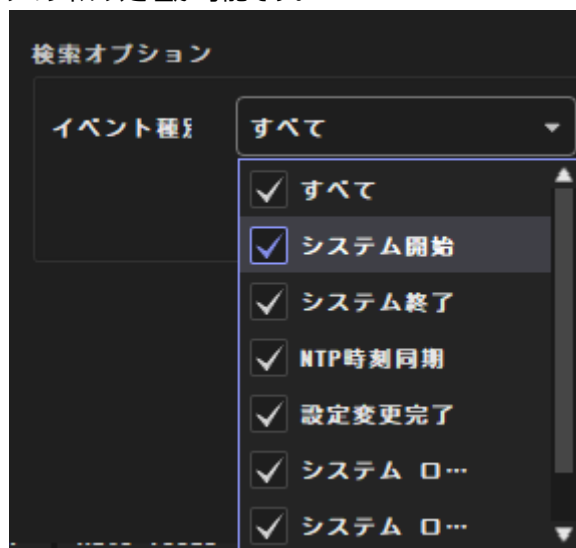 検索オプション
イベント種
すべて
すべて
システム開始
システム終了
NTP時刻同期
設定変更完了
システム ロ…
システム ロ…